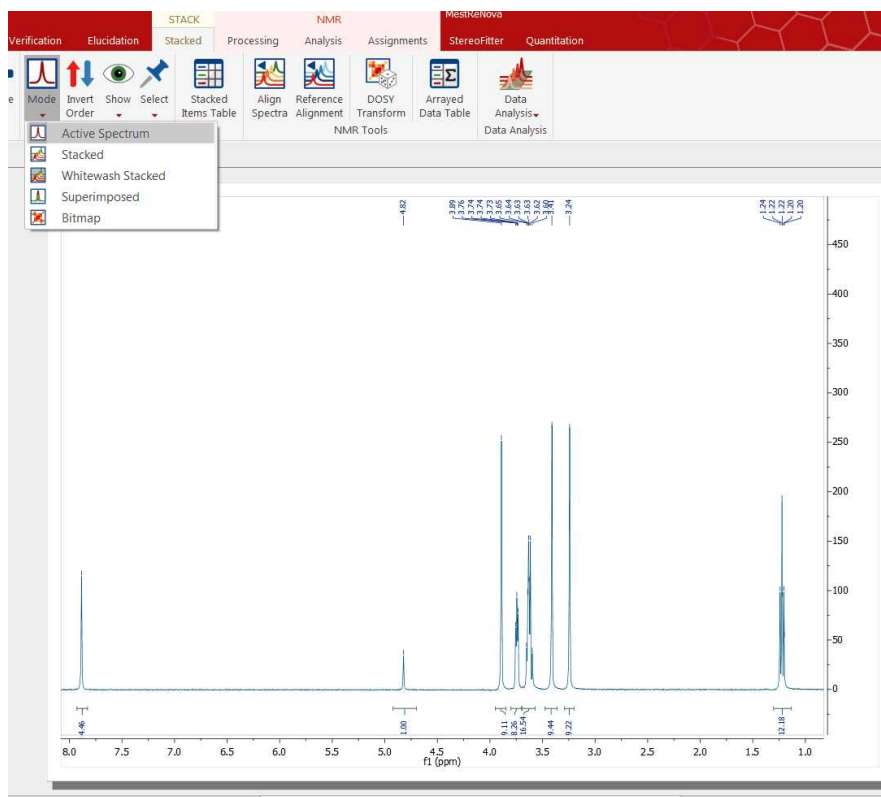 STACK
NMR
MestReNova
Verification Elucidation Stacked Processing Analysis Assignments StereoFitter Quantitation
Mode Invert Order Show Select Stacked Items Table Align Spectra Reference Alignment DOSY Transform Arrayed Data Table Data Analysis
NMR Tools
Data Analysis
Active Spectrum
Stacked
Whitewash Stacked
Superimposed
Bitmap
4.82
3.89
3.76
3.74
3.74
3.73
3.65
3.64
3.63
3.63
3.62
3.60
3.41
3.24
1.24
1.22
1.22
1.20
1.20
450
400
350
300
250
200
150
100
50
0
4.46
1.00
9.11
8.26
16.54
9.44
9.22
12.18
8.0 7.5 7.0 6.5 6.0 5.5 5.0 4.5 4.0 3.5 3.0 2.5 2.0 1.5 1.0
f1 (ppm)